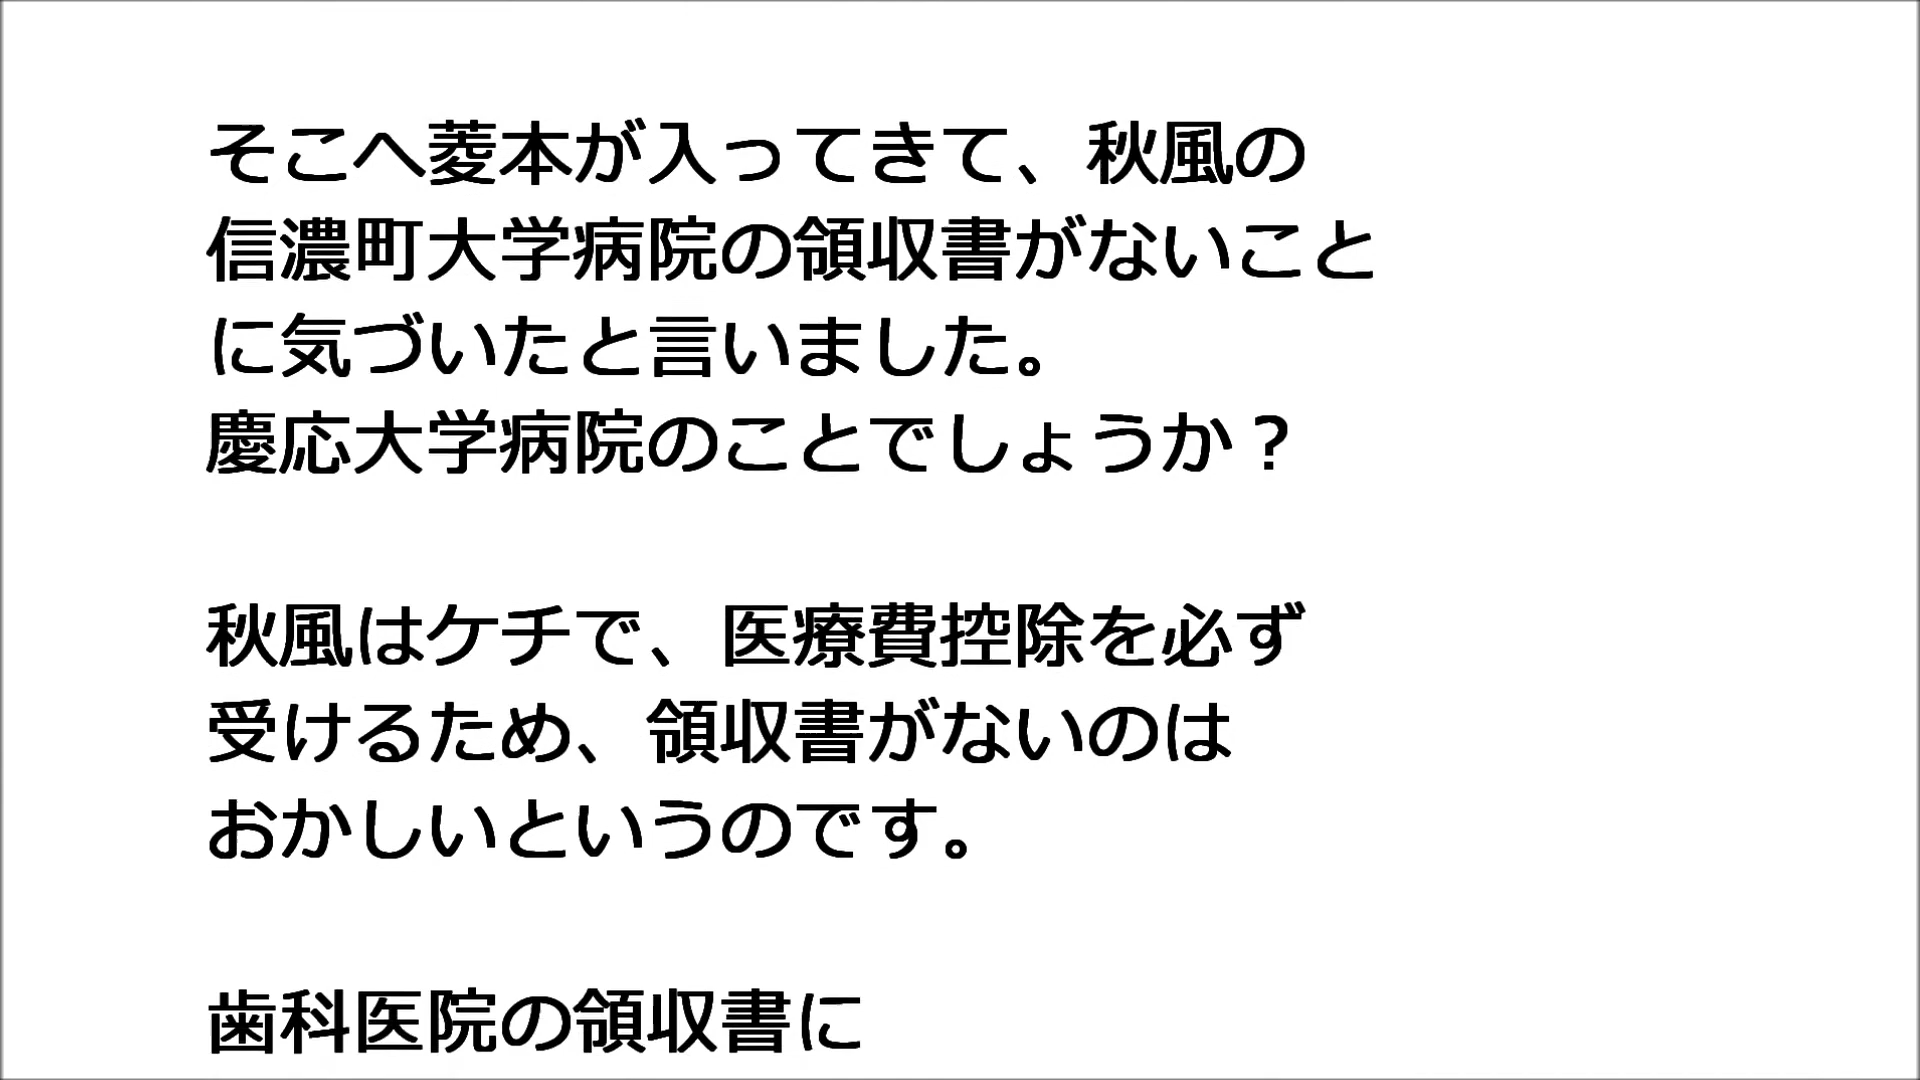 そこへ菱本が入ってきて、秋風の
信濃町大学病院の領収書がないこと
に気づいたと言いました。
慶応大学病院のことでしょうか？
秋風はケチで、医療費控除を必ず
受けるため、領収書がないのは
おかしいというのです。
歯科医院の領収書に